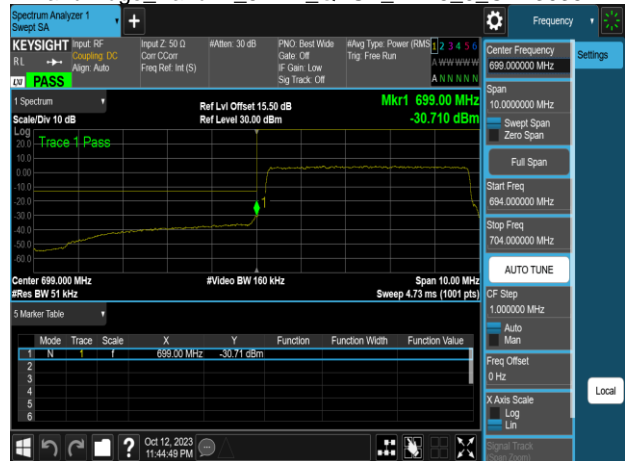 Spectrum Analyzer 1
Swept SA
Frequency
KEYSIGHT
RL
Input: RF
Coupling: DC
Align: Auto
Input Z: 50 Ω
Corr CCorr
Freq Ref: Int (S)
#Atten: 30 dB
PNO: Best Wide
Gate: Off
IF Gain: Low
Sig Track: Off
#Avg Type: Power (RMS
Trig: Free Run
1 2 3 4 5 6
A W W W W W
A N N N N N
LXI PASS
Center Frequency
699.000000 MHz
Settings
Span
10.0000000 MHz
Swept Span
Zero Span
Full Span
Start Freq
694.000000 MHz
Stop Freq
704.000000 MHz
AUTO TUNE
CF Step
1.000000 MHz
Auto
Man
Freq Offset
0 Hz
X Axis Scale
Log
Lin
Signal Track
(Span Zoom)
Local
1 Spectrum
Scale/Div 10 dB
Ref Lvl Offset 15.50 dB
Ref Level 30.00 dBm
Mkr1 699.00 MHz
-30.710 dBm
Log
Trace 1 Pass
20.0
10.0
0.00
-10.0
-20.0
-30.0
-40.0
-50.0
-60.0
1
Center 699.000 MHz
#Res BW 51 kHz
#Video BW 160 kHz
Span 10.00 MHz
Sweep 4.73 ms (1001 pts)
5 Marker Table
Mode Trace Scale X Y Function Function Width Function Value
1 N 1 f 699.00 MHz -30.71 dBm
2
3
4
5
6
Oct 12, 2023
11:44:49 PM